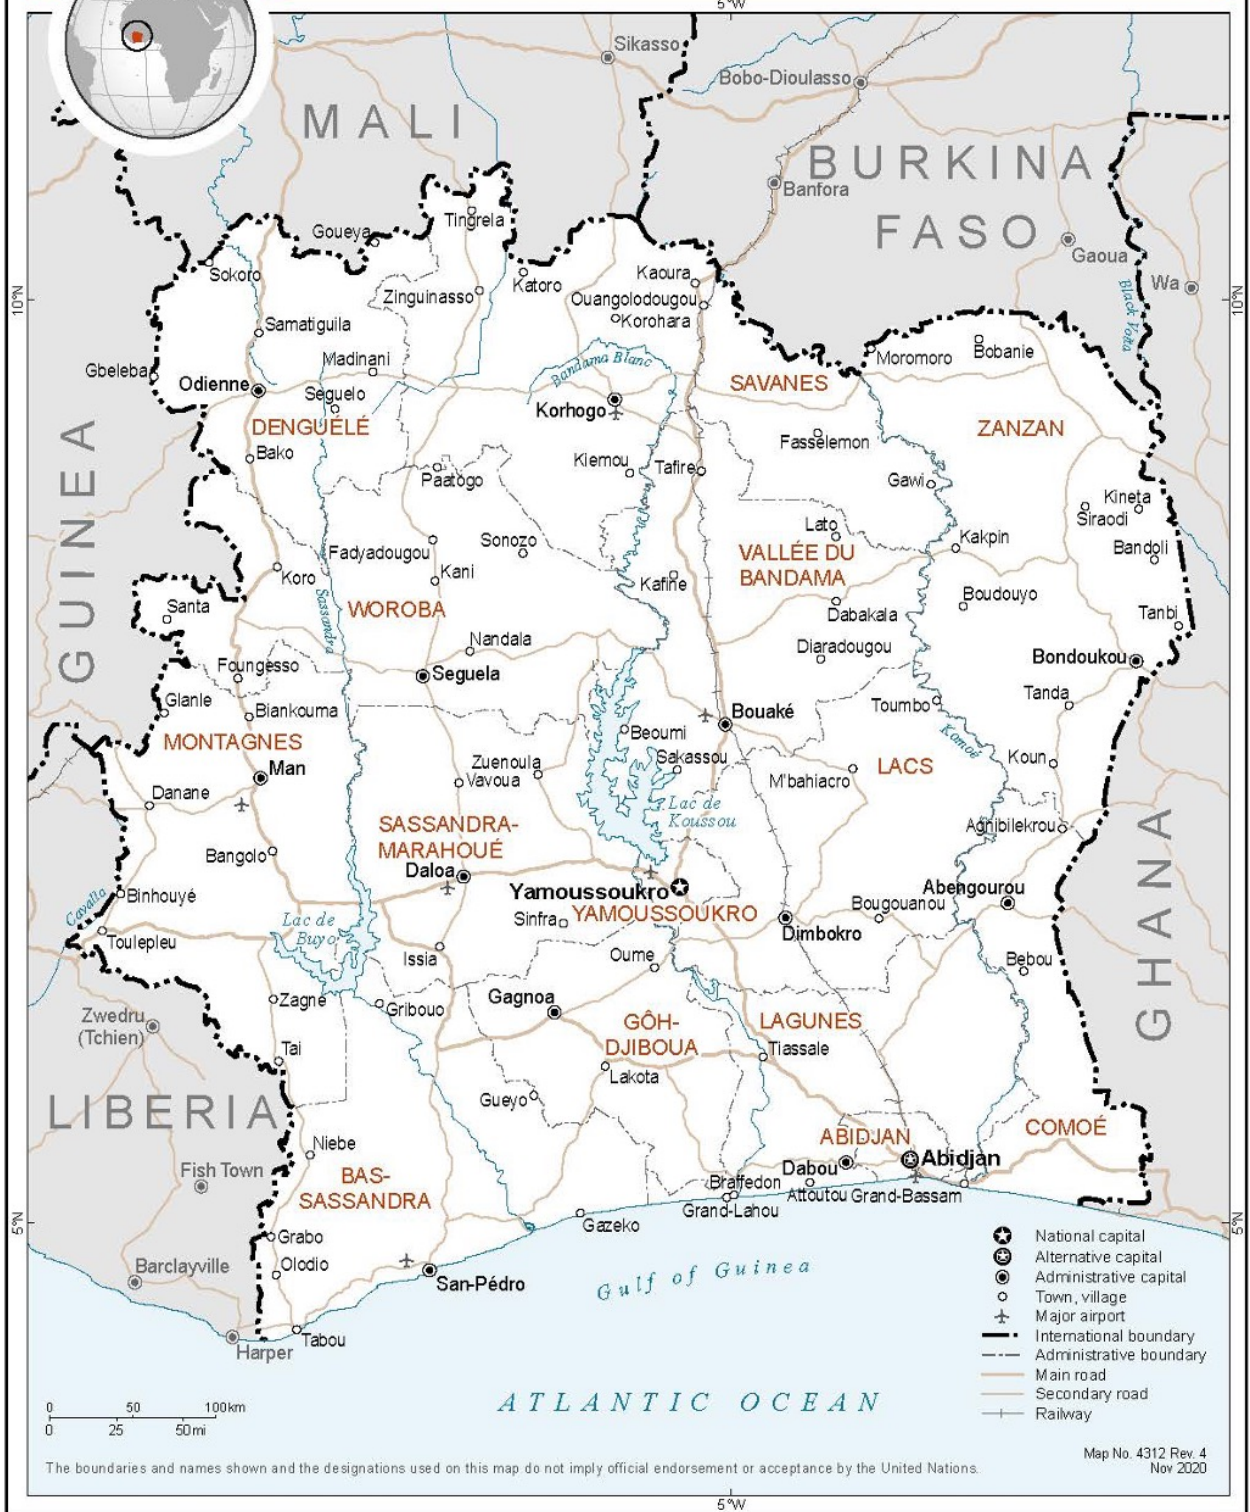 5°W
Sikasso
Bobo-Dioulasso
MALI
BURKINA
FASO
Banfora
Gaoua
Wa
Black Volta
Tingrela
Goueya
Sokoro
Katoro
Kaoura
Zinguinasso
Ouangolodougou
Korohara
10°N
10°N
Samatiguila
Madinani
Gbeleba
Odienne
Seguelo
DENGUÉLÉ
Bandama Blanc
Korhogo
SAVANES
Moromoro
Bobanie
ZANZAN
Fasselemon
Bako
Kiemou
Tafire
Paatogo
Gawi
Kineta
Siraodi
Lato
Kakpin
Bandoli
GUINEA
Fadyadougou
Sonozo
VALLÉE DU
BANDAMA
Koro
Kani
Kafine
Santa
Sassandra
WOROBA
Dabakala
Boudouyo
Tanbi
Nandala
Diaradougou
Foungesso
Seguela
Bondoukou
Glanle
Biankouma
Bouaké
Toumbo
Tanda
MONTAGNES
Beoumi
Komoé
Man
Zuenoula
Vavoua
Sakassou
M'bahiacro
LACS
Koun
Danane
Lac de
Koussou
SASSANDRA-
MARAHOUÉ
Agnibilekrou
Bangolo
Daloa
GHANA
Binhouyé
Yamoussoukro
Abengourou
Cavalla
Lac de
Buyo
Sinfra
YAMOUSSOUKRO
Bougouanou
Dimbokro
Toulepleu
Issia
Oume
Bebou
Zagne
Gribouo
Gagnoa
Zwedru
(Tchien)
GÔH-
DJIBOUA
LAGUNES
Tai
Tiassale
Lakota
LIBERIA
Gueyo
Niebe
ABIDJAN
COMOÉ
Fish Town
Dabou
Abidjan
BAS-
SASSANDRA
Braffedon
Attoutou
Grand-Bassam
Grand-Lahou
Gazeko
5°N
5°N
Grabo
Olodio
Barclayville
San-Pédro
Gulf of Guinea
Tabou
Harper
National capital
Alternative capital
Administrative capital
Town, village
Major airport
International boundary
Administrative boundary
Main road
Secondary road
Railway
ATLANTIC OCEAN
0 50 100km
0 25 50mi
Map No. 4312 Rev. 4
Nov 2020
The boundaries and names shown and the designations used on this map do not imply official endorsement or acceptance by the United Nations.
5°W